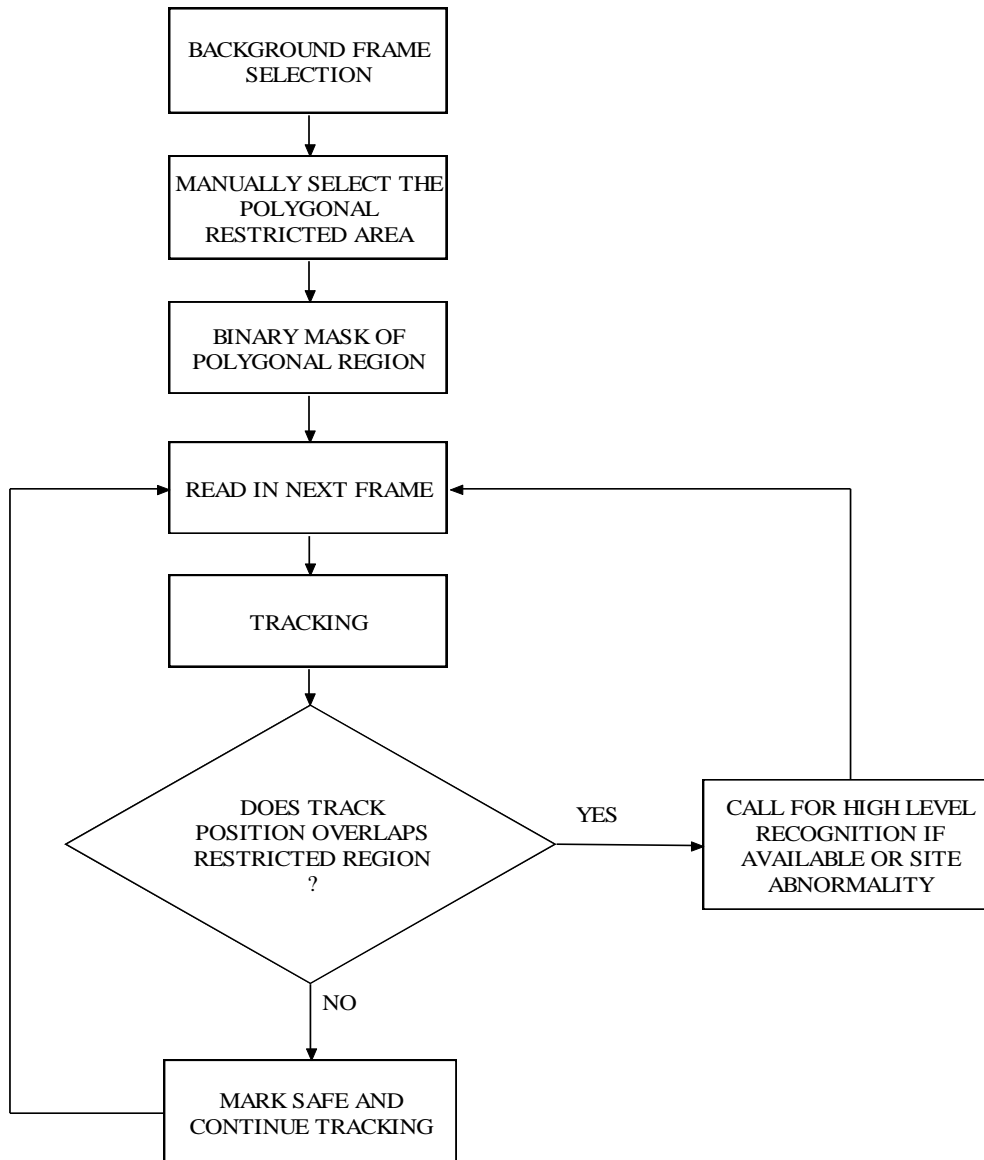 BACKGROUND FRAME
SELECTION
MANUALLY SELECT THE
POLYGONAL
RESTRICTED AREA
BINARY MASK OF
POLYGONAL REGION
READ IN NEXT FRAME
TRACKING
DOES TRACK
POSITION OVERLAPS
RESTRICTED REGION
?
YES
CALL FOR HIGH LEVEL
RECOGNITION IF
AVAILABLE OR SITE
ABNORMALITY
NO
MARK SAFE AND
CONTINUE TRACKING